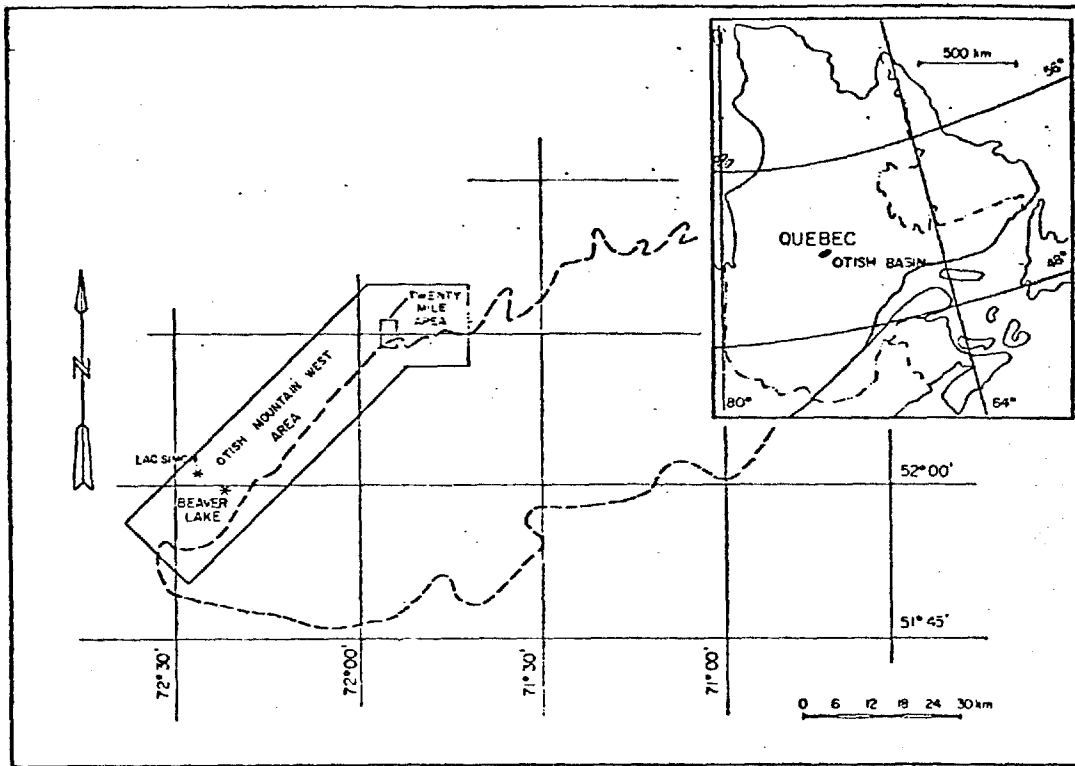 500 km
56°
QUEBEC
OTISH BASIN
48°
80°
64°
TWENTY
MILE
AREA
N
OTISH MOUNTAIN WEST
AREA
LAC
BEAVER
LAKE
52°00'
51°45'
72°30'
72°00'
71°30'
71°00'
0 6 12 18 24 30 km